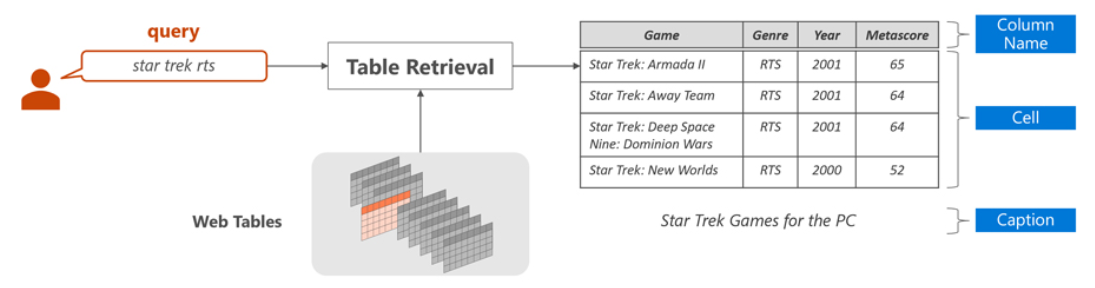 query
star trek rts
Table Retrieval
Web Tables
Game Genre Year Metascore
Star Trek: Armada II RTS 2001 65
Star Trek: Away Team RTS 2001 64
Star Trek: Deep Space
Nine: Dominion Wars RTS 2001 64
Star Trek: New Worlds RTS 2000 52
Star Trek Games for the PC
Column
Name
Cell
Caption